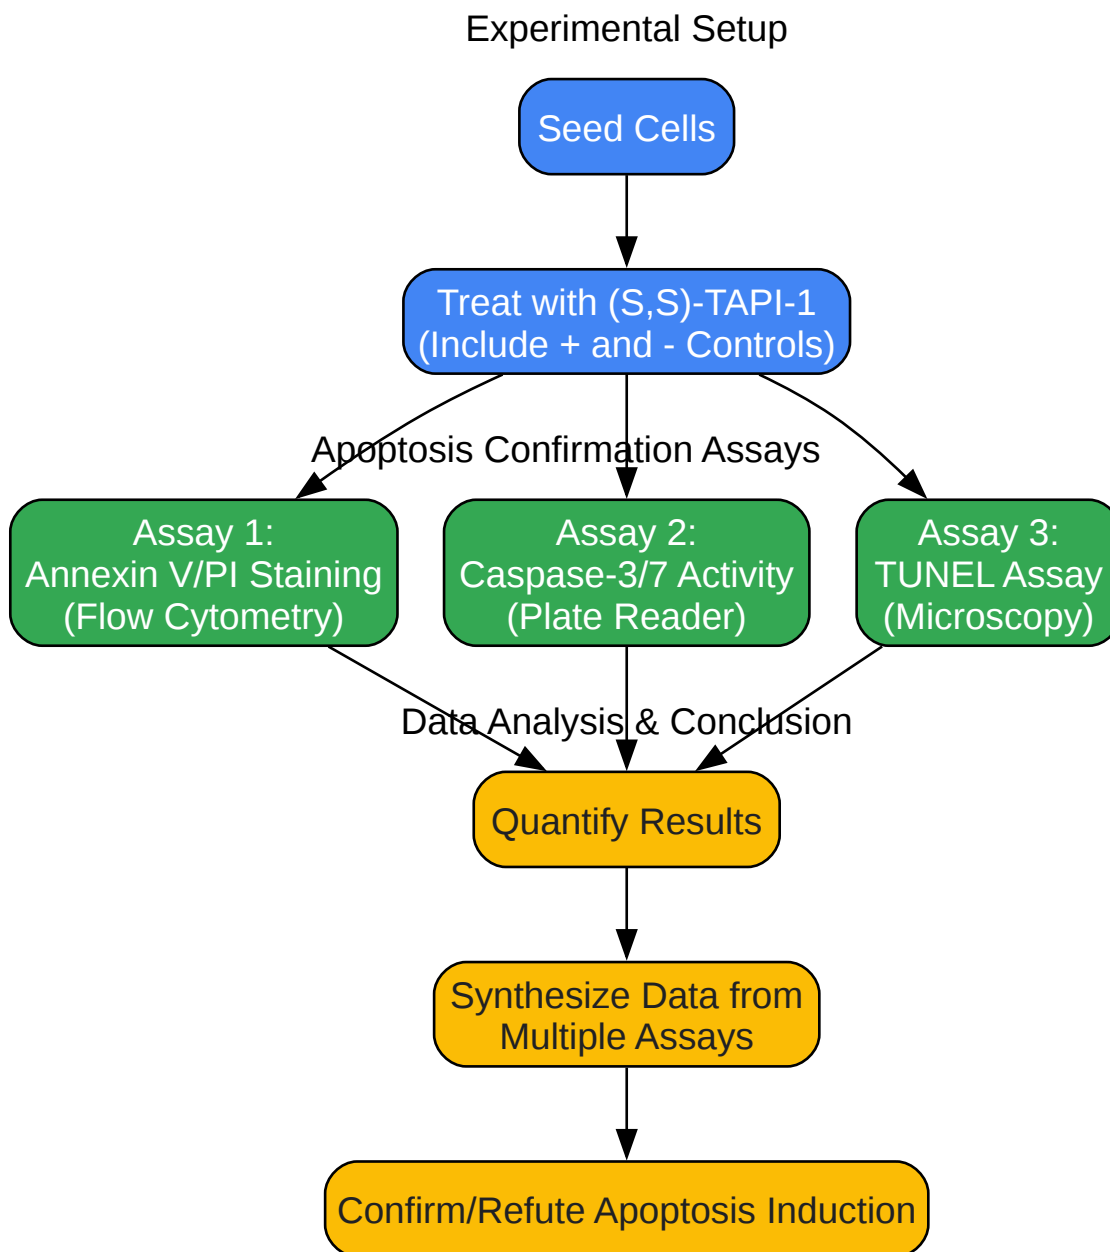 Experimental Setup
Seed Cells
Treat with (S,S)-TAPI-1
(Include + and - Controls)
Apoptosis Confirmation Assays
Assay 1:
Annexin V/PI Staining
(Flow Cytometry)
Assay 2:
Caspase-3/7 Activity
(Plate Reader)
Assay 3:
TUNEL Assay
(Microscopy)
Data Analysis & Conclusion
Quantify Results
Synthesize Data from
Multiple Assays
Confirm/Refute Apoptosis Induction